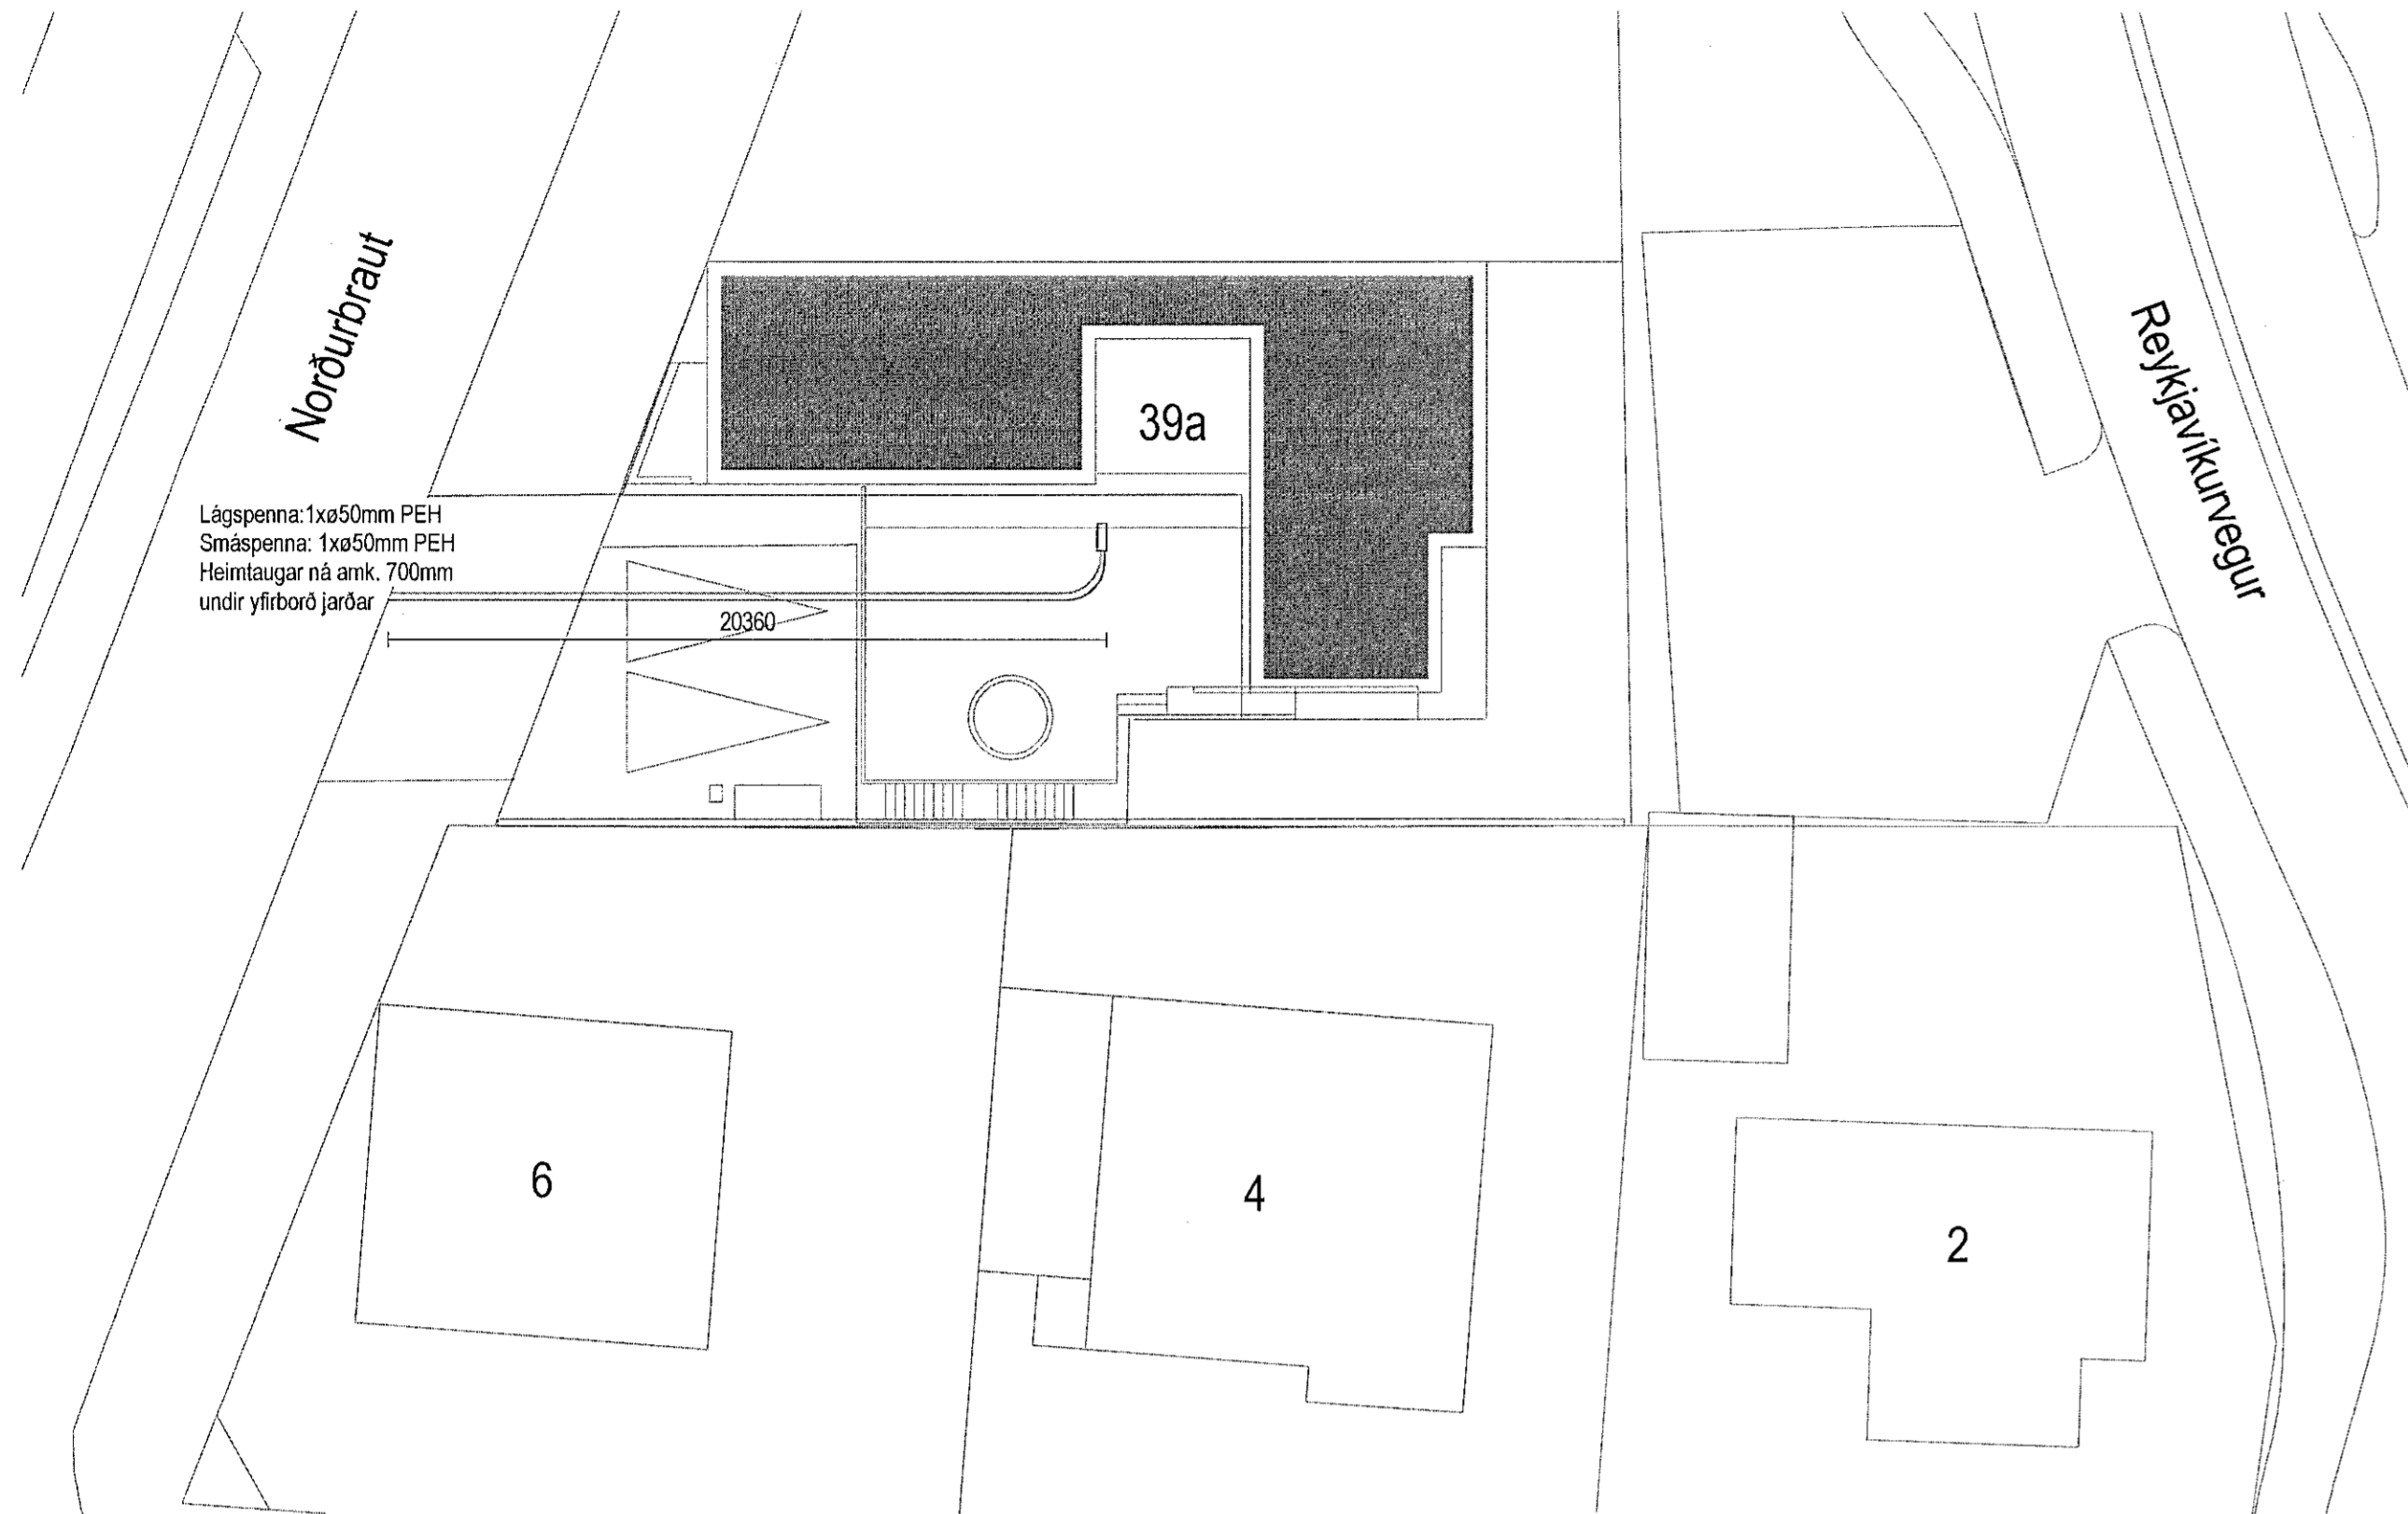 Norðurbraut
Reykjavíkurvegur
39a
Lágspenna:1xø50mm PEH
Smáspenna: 1xø50mm PEH
Heimtaugar ná amk. 700mm
undir yfirborð jarðar
20360
6
4
2